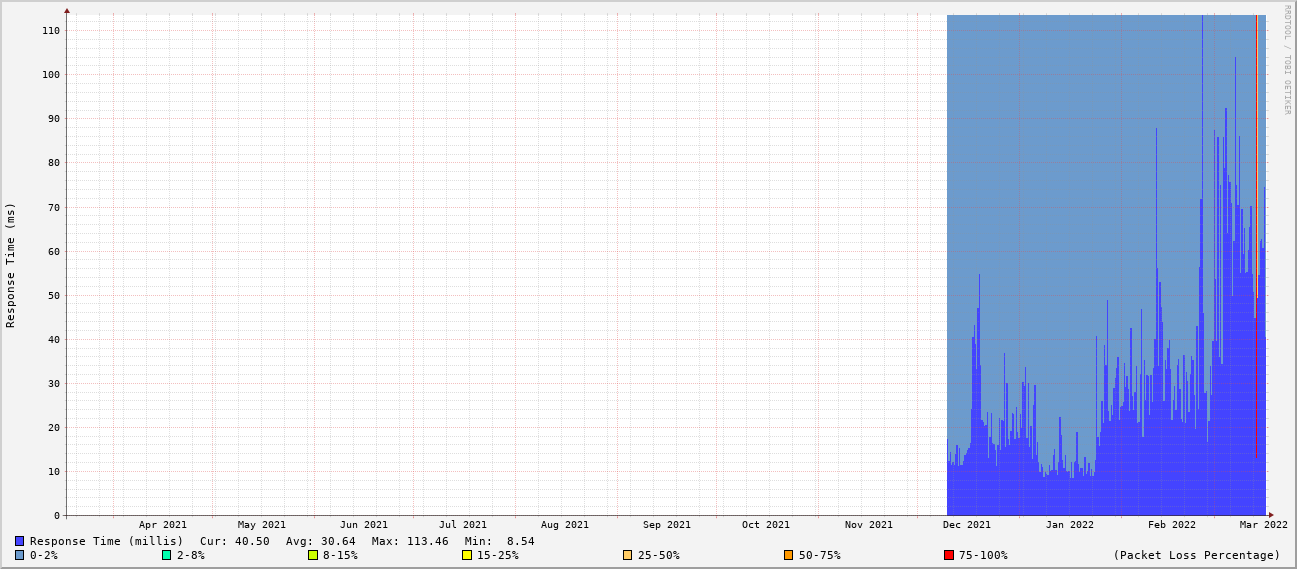 RRDTOOL / TOBI OETIKER
Response Time (ms)
110
100
90
80
70
60
50
40
30
20
10
0
Apr 2021 May 2021 Jun 2021 Jul 2021 Aug 2021 Sep 2021 Oct 2021 Nov 2021 Dec 2021 Jan 2022 Feb 2022 Mar 2022
Response Time (millis) Cur: 40.50 Avg: 30.64 Max: 113.46 Min: 8.54
0-2% 2-8% 8-15% 15-25% 25-50% 50-75% 75-100% (Packet Loss Percentage)